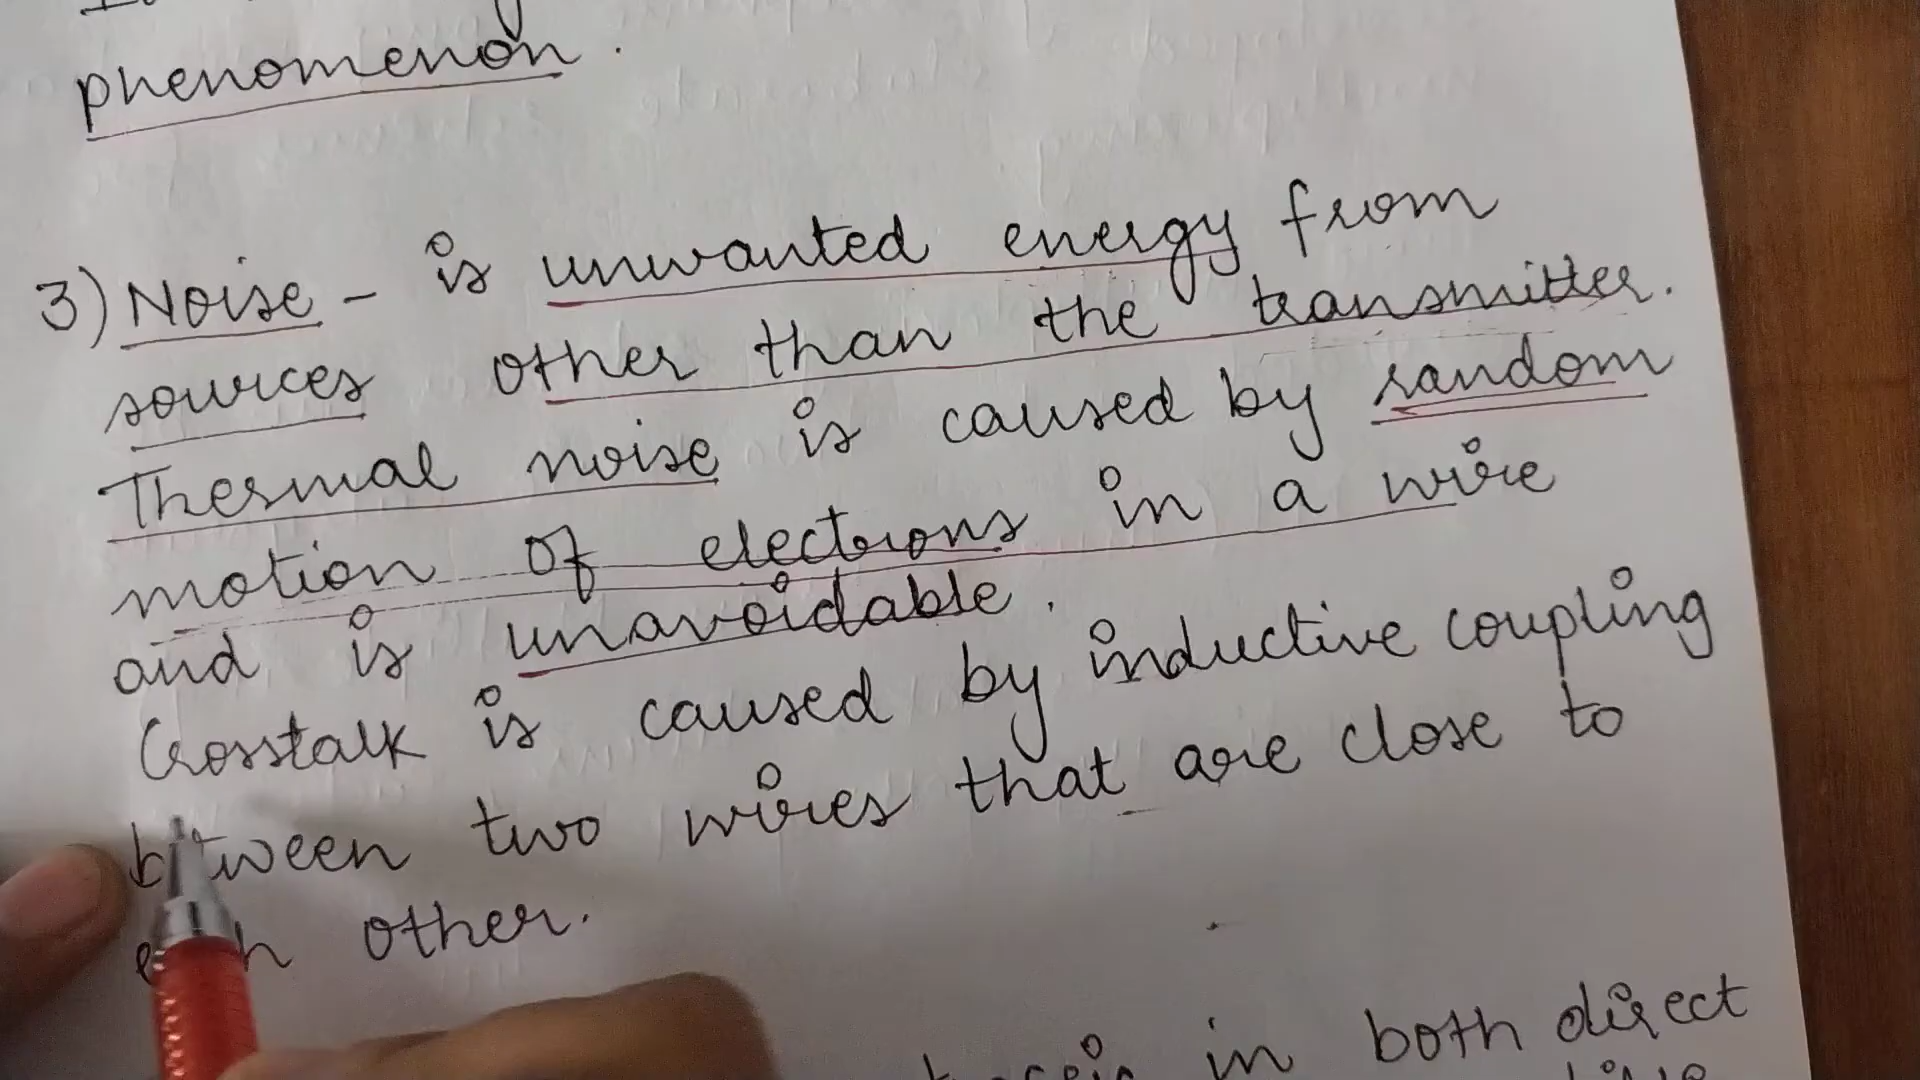 phenomenon.
3) Noise - is unwanted energy from
sources other than the transmitter.
Thermal noise is caused by random
motion of electrons in a wire
and is unavoidable.
Crosstalk is caused by inductive coupling
between two wires that are close to
each other.
in both direct